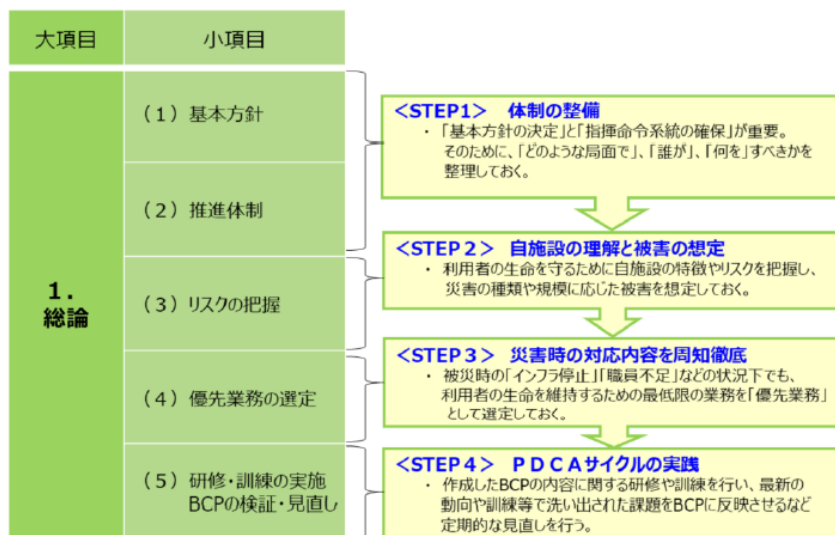 大項目
小項目
1.
総論
(1)基本方針
(2)推進体制
(3)リスクの把握
(4)優先業務の選定
(5)研修・訓練の実施
BCPの検証・見直し
<STEP1> 体制の整備
・「基本方針の決定」と「指揮命令系統の確保」が重要。
そのために、「どのような局面で」、「誰が」、「何を」すべきかを
整理しておく。
<STEP2> 自施設の理解と被害の想定
・ 利用者の生命を守るために自施設の特徴やリスクを把握し、
災害の種類や規模に応じた被害を想定しておく。
<STEP3> 災害時の対応内容を周知徹底
・ 被災時の「インフラ停止」「職員不足」などの状況下でも、
利用者の生命を維持するための最低限の業務を「優先業務」
として選定しておく。
<STEP4> PDCAサイクルの実践
・ 作成したBCPの内容に関する研修や訓練を行い、最新の
動向や訓練等で洗い出された課題をBCPに反映させるなど
定期的な見直しを行う。